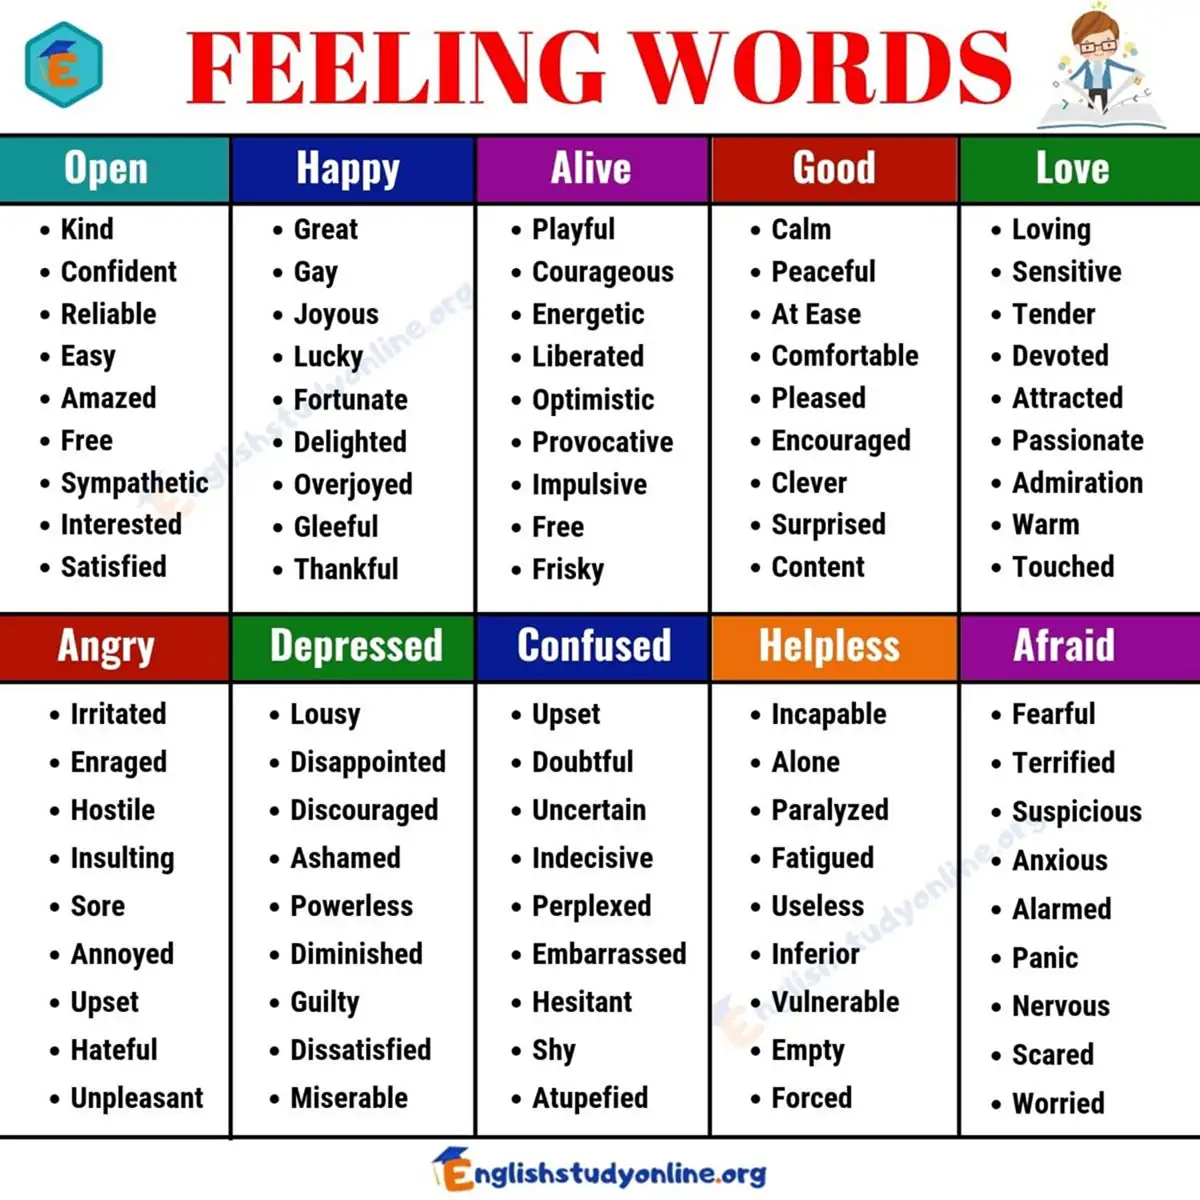 FEELING WORDS
Open
Kind
Confident
Reliable
Easy
Amazed
Free
Sympathetic
Interested
Satisfied
Happy
Great
Gay
Joyous
Lucky
Fortunate
Delighted
Overjoyed
Gleeful
Thankful
Alive
Playful
Courageous
Energetic
Liberated
Optimistic
Provocative
Impulsive
Free
Frisky
Good
Calm
Peaceful
At Ease
Comfortable
Pleased
Encouraged
Clever
Surprised
Content
Love
Loving
Sensitive
Tender
Devoted
Attracted
Passionate
Admiration
Warm
Touched
Angry
Irritated
Enraged
Hostile
Insulting
Sore
Annoyed
Upset
Hateful
Unpleasant
Depressed
Lousy
Disappointed
Discouraged
Ashamed
Powerless
Diminished
Guilty
Dissatisfied
Miserable
Confused
Upset
Doubtful
Uncertain
Indecisive
Perplexed
Embarrassed
Hesitant
Shy
Atupefied
Helpless
Incapable
Alone
Paralyzed
Fatigued
Useless
Inferior
Vulnerable
Empty
Forced
Afraid
Fearful
Terrified
Suspicious
Anxious
Alarmed
Panic
Nervous
Scared
Worried
Englishstudyonline.org
Englishstudyonline.org
Englishstudyonline.org
E